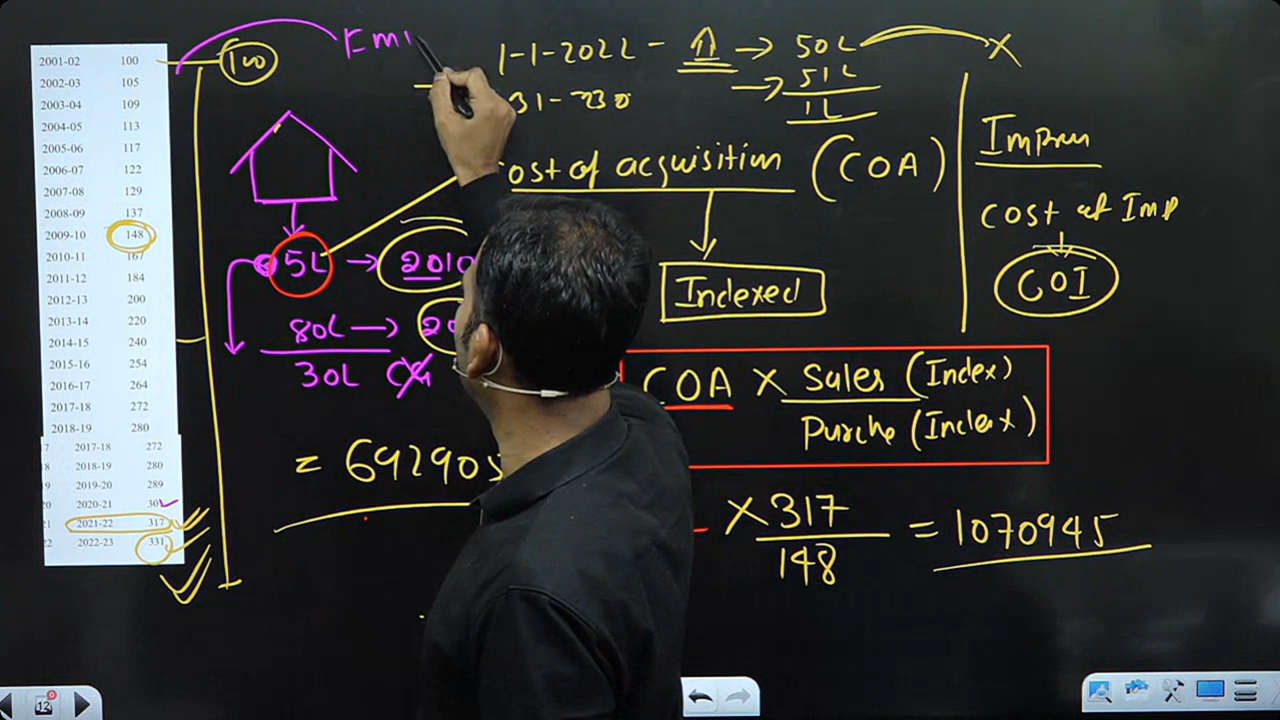 2001-02 100
2002-03 105
2003-04 109
2004-05 113
2005-06 117
2006-07 122
2007-08 129
2008-09 137
2009-10 148
2010-11 167
2011-12 184
2012-13 200
2013-14 220
2014-15 240
2015-16 254
2016-17 264
2017-18 272
2018-19 280
2017-18 272
2018-19 280
2019-20 289
2020-21 301
2021-22 317
2022-23 331
100
5L → 2010
80L →
30L
= 692905
1-1-2022 - → 50L X
→ 51L
1L
cost of acquisition (COA)
Indexed
COA X Sales (Index)
Purche (Index)
X 317
148
= 1070945
cost of Imp
COI
12